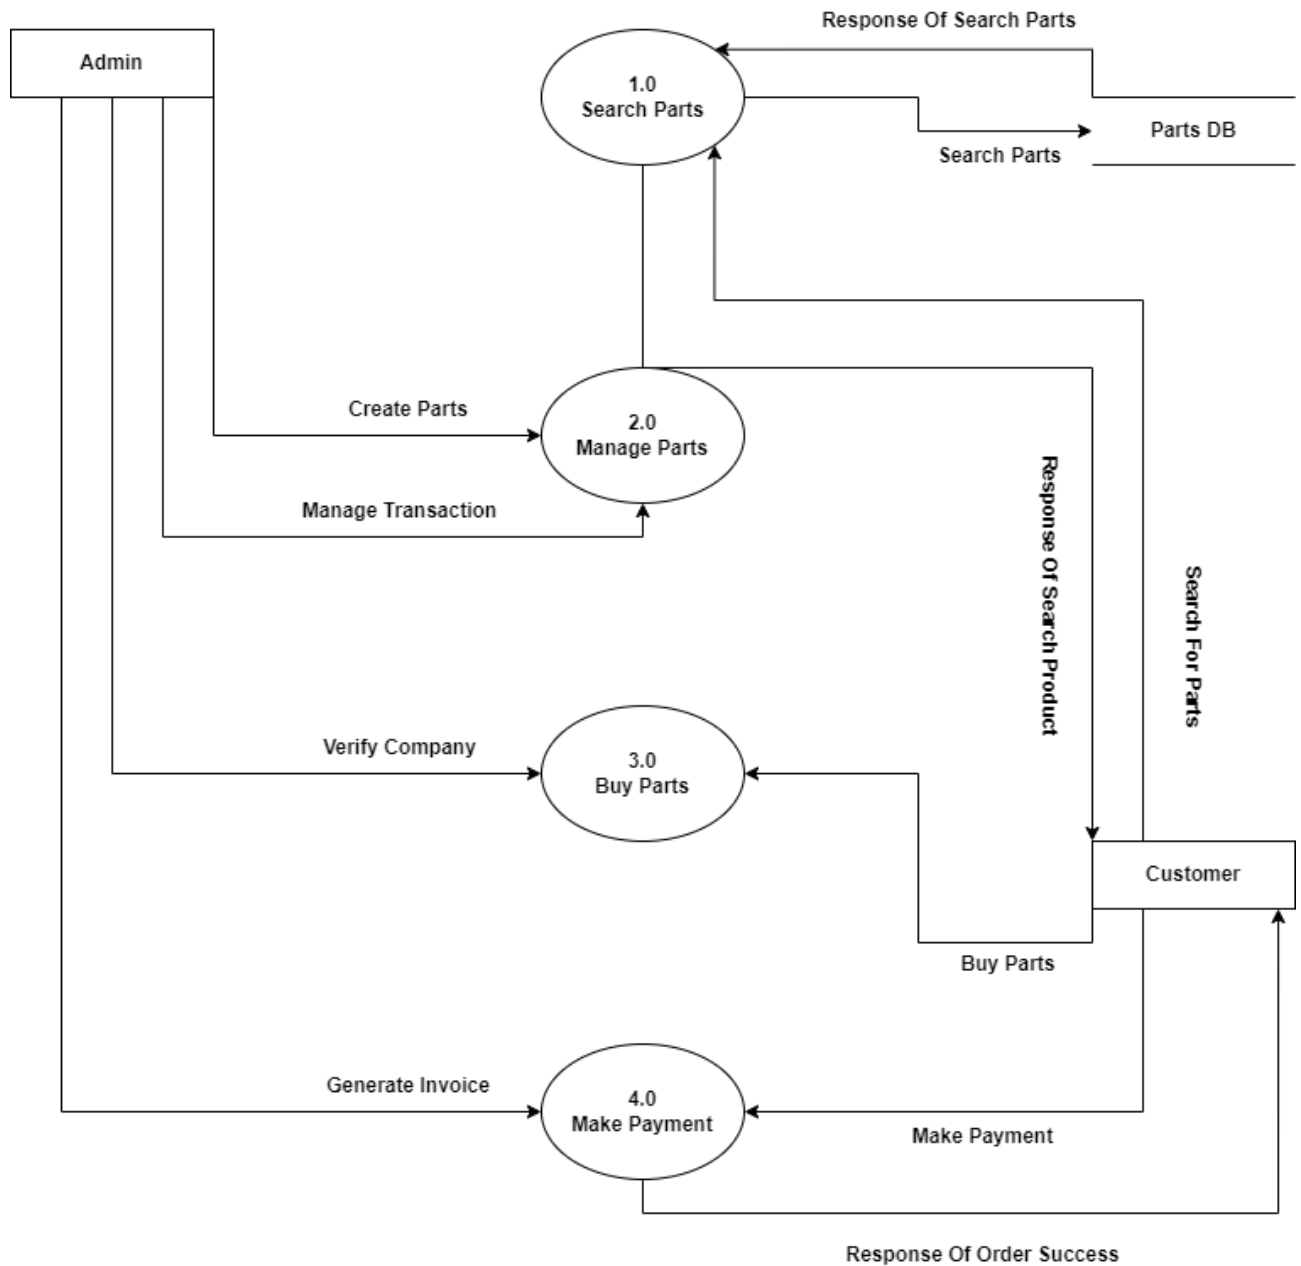 Response Of Search Parts
Admin
1.0
Search Parts
Parts DB
Search Parts
Create Parts
2.0
Manage Parts
Manage Transaction
Response Of Search Product
Search For Parts
Verify Company
3.0
Buy Parts
Customer
Buy Parts
Generate Invoice
4.0
Make Payment
Make Payment
Response Of Order Success